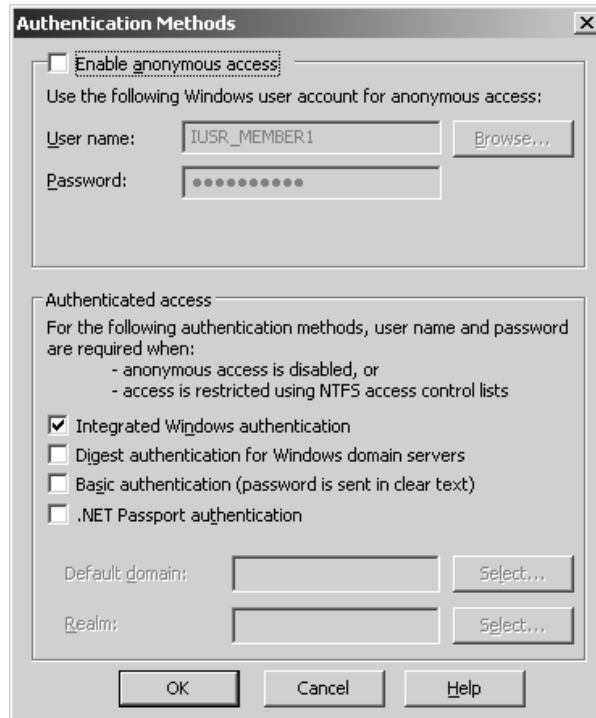 Authentication Methods
Enable anonymous access
Use the following Windows user account for anonymous access:
User name: IUSR_MEMBER1 Browse...
Password: ●●●●●●●●●●
Authenticated access
For the following authentication methods, user name and password
are required when:
- anonymous access is disabled, or
- access is restricted using NTFS access control lists
Integrated Windows authentication
Digest authentication for Windows domain servers
Basic authentication (password is sent in clear text)
.NET Passport authentication
Default domain: Select...
Realm: Select...
OK Cancel Help